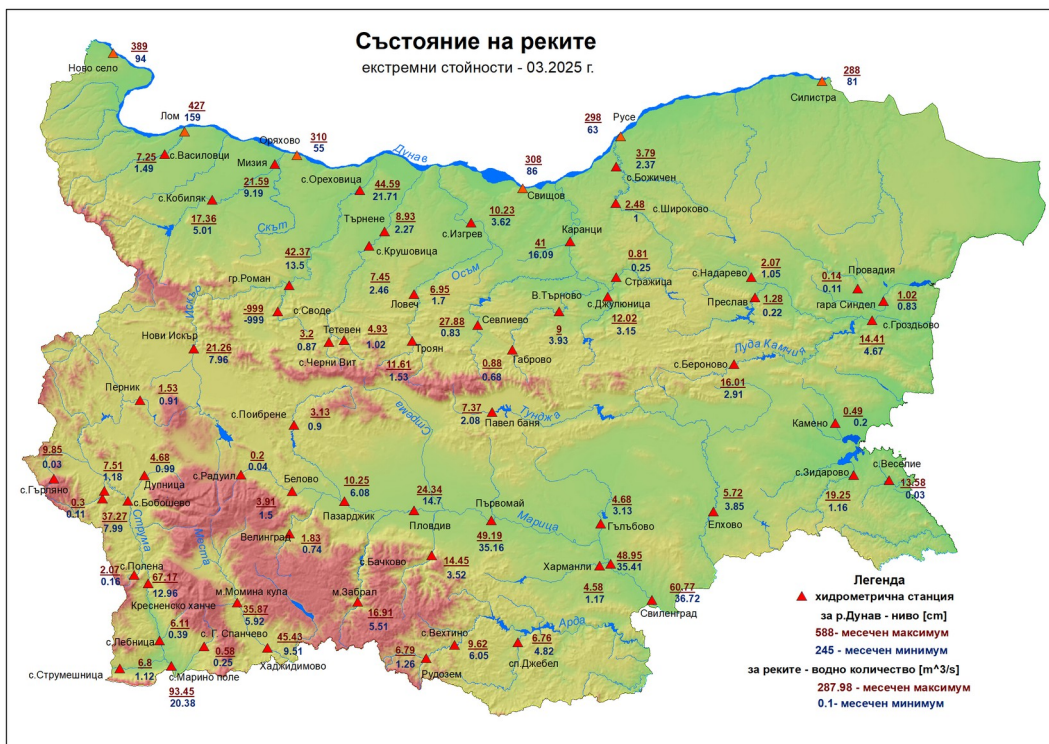 Състояние на реките
екстремни стойности - 03.2025 г.
389
94
Ново село
427
159
Лом
7.25
1.49
с.Василовци
Оряхово
310
55
Мизия
21.59
9.19
с.Кобиляк
17.36
5.01
Скът
Дунав
с.Ореховица
44.59
21.71
Търнене
8.93
2.27
с.Крушовица
7.45
2.46
308
86
Свищов
298
63
Русе
288
81
Силистра
3.79
2.37
с.Божичен
2.48
1
с.Широково
10.23
3.62
с.Изгрев
Каранци
41
16.09
42.37
13.5
гр.Роман
-999
-999
с.Своде
Искър
Осъм
Ловеч
6.95
1.7
0.81
0.25
Стражица
с.Джулюница
12.02
3.15
В.Търново
9
3.93
Севлиево
27.88
0.83
с.Надарево
2.07
1.05
Преслав
1.28
0.22
Провадия
0.14
0.11
гара Синдел
1.02
0.83
с.Гроздьово
14.41
4.67
Нови Искър
21.26
7.96
3.2
0.87
Тетевен
4.93
1.02
с.Черни Вит
Троян
11.61
1.53
Габрово
0.88
0.68
Луда Камчия
с.Бероново
16.01
2.91
Перник
1.53
0.91
с.Поибрене
3.13
0.9
Стряма
7.37
2.08
Павел баня
Тунджа
Камено
0.49
0.2
9.85
0.03
с.Гърляно
7.51
1.18
4.68
0.99
Дупница
0.3
0.11
с.Бобошево
37.27
7.99
с.Радуил
0.2
0.04
Белово
3.91
1.5
10.25
6.08
Пазарджик
24.34
14.7
Пловдив
Първомай
49.19
35.16
Марица
4.68
3.13
Гълъбово
5.72
3.85
Елхово
с.Зидарово
19.25
1.16
с.Веселие
13.58
0.03
Струма
Места
Велинград
1.83
0.74
с.Бачково
14.45
3.52
Харманли
48.95
35.41
4.58
1.17
60.77
36.72
Свиленград
с.Полена
2.07
0.16
67.17
12.96
Кресненско ханче
м.Момина кула
35.87
5.92
м.Забрал
16.91
5.51
6.11
0.39
с.Лебница
с. Г. Спанчево
0.58
0.25
45.43
9.51
Хаджидимово
с.Вехтино
9.62
6.05
6.79
1.26
Рудозем
6.76
4.82
сп.Джебел
Арда
с.Струмешница
6.8
1.12
с.Марино поле
93.45
20.38
Легенда
хидрометрична станция
за р.Дунав - ниво [cm]
588- месечен максимум
245 - месечен минимум
за реките - водно количество [m^3/s]
287.98 - месечен максимум
0.1- месечен минимум